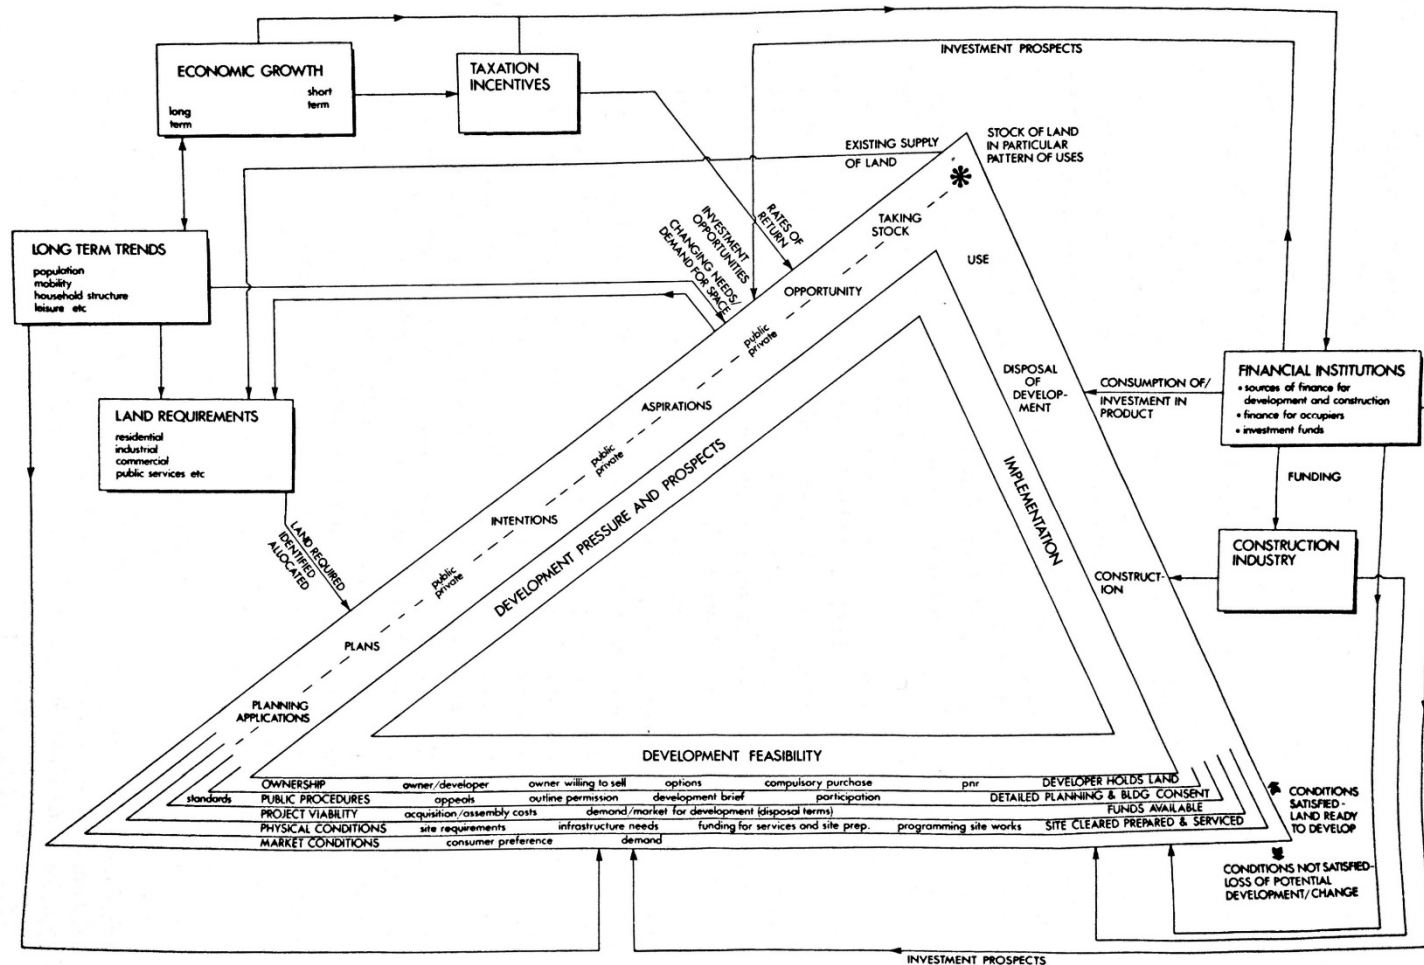 ECONOMIC GROWTH
short
term
long
term
TAXATION
INCENTIVES
INVESTMENT PROSPECTS
EXISTING SUPPLY
OF LAND
STOCK OF LAND
IN PARTICULAR
PATTERN OF USES
LONG TERM TRENDS
population
mobility
household structure
leisure etc
RATES OF
RETURN
INVESTMENT
OPPORTUNITIES
CHANGING NEEDS/
DEMAND FOR SPACE
TAKING
STOCK
USE
OPPORTUNITY
public
private
LAND REQUIREMENTS
residential
industrial
commercial
public services etc
ASPIRATIONS
public
private
INTENTIONS
public
private
DEVELOPMENT PRESSURE AND PROSPECTS
LAND REQUIRED
IDENTIFIED
ALLOCATED
PLANS
PLANNING
APPLICATIONS
DISPOSAL
OF
DEVELOP-
MENT
CONSUMPTION OF/
INVESTMENT IN
PRODUCT
FINANCIAL INSTITUTIONS
• sources of finance for
development and construction
• finance for occupiers
• investment funds
FUNDING
IMPLEMENTATION
CONSTRUCT-
ION
CONSTRUCTION
INDUSTRY
DEVELOPMENT FEASIBILITY
OWNERSHIP owner/developer owner willing to sell options compulsory purchase pnr DEVELOPER HOLDS LAND
standards PUBLIC PROCEDURES appeals outline permission development brief participation DETAILED PLANNING & BLDG CONSENT
PROJECT VIABILITY acquisition/assembly costs demand/market for development (disposal terms) FUNDS AVAILABLE
PHYSICAL CONDITIONS site requirements infrastructure needs funding for services and site prep. programming site works SITE CLEARED PREPARED & SERVICED
MARKET CONDITIONS consumer preference demand
CONDITIONS
SATISFIED-
LAND READY
TO DEVELOP
CONDITIONS NOT SATISFIED-
LOSS OF POTENTIAL
DEVELOPMENT/CHANGE
INVESTMENT PROSPECTS